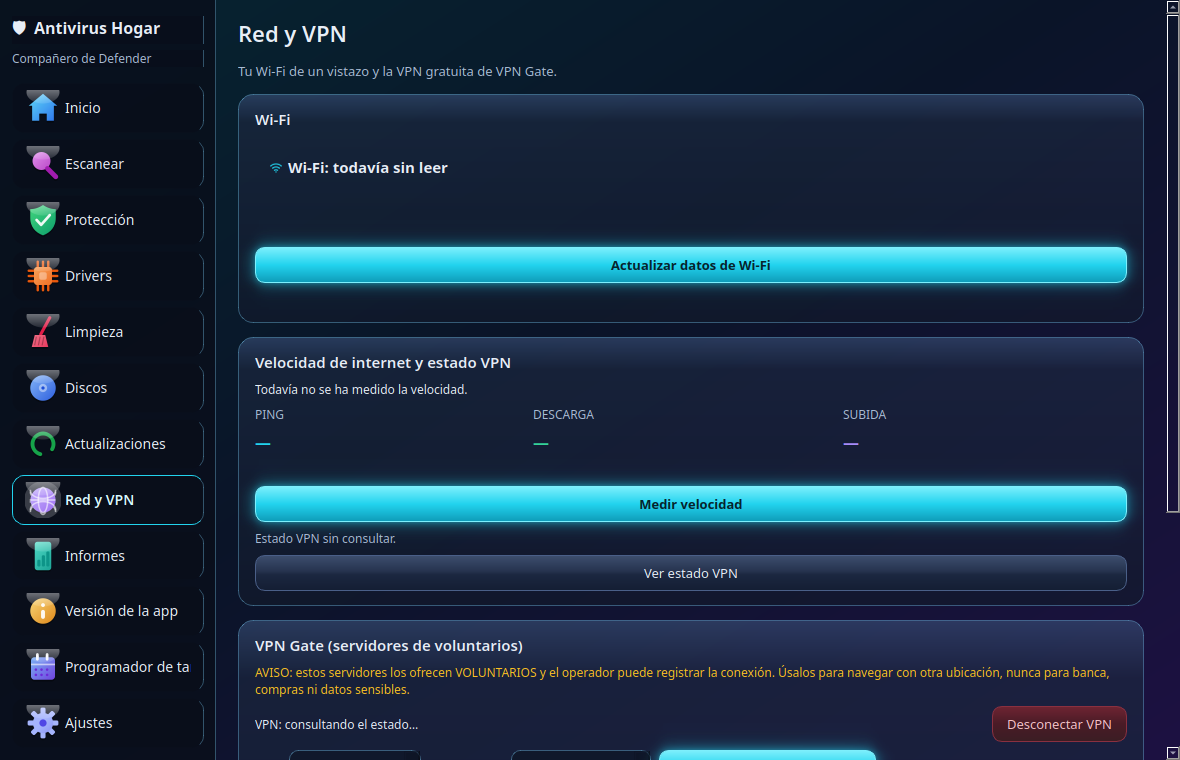 Antivirus Hogar
Compañero de Defender
Inicio
Escanear
Protección
Drivers
Limpieza
Discos
Actualizaciones
Red y VPN
Informes
Versión de la app
Programador de ta
Ajustes
Red y VPN
Tu Wi-Fi de un vistazo y la VPN gratuita de VPN Gate.
Wi-Fi
Wi-Fi: todavía sin leer
Actualizar datos de Wi-Fi
Velocidad de internet y estado VPN
Todavía no se ha medido la velocidad.
PING DESCARGA SUBIDA
— — —
Medir velocidad
Estado VPN sin consultar.
Ver estado VPN
VPN Gate (servidores de voluntarios)
AVISO: estos servidores los ofrecen VOLUNTARIOS y el operador puede registrar la conexión. Úsalos para navegar con otra ubicación, nunca para banca,
compras ni datos sensibles.
VPN: consultando el estado...
Desconectar VPN